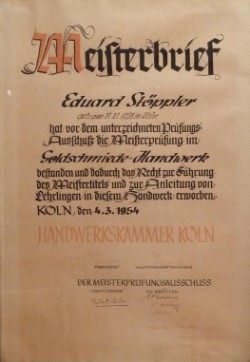 Meisterbrief
Eduard Stöppler
hat vor dem unterzeichneten Prüfungs-
Ausschuß die Meisterprüfung im
Goldschmiede-Handwerk
bestanden und dadurch das Recht zur Führung
des Meistertitels und zur Anleitung von
Lehrlingen in diesem Handwerk erworben.
KÖLN, den 4.3.1954
HANDWERKSKAMMER KÖLN
DER MEISTERPRÜFUNGSAUSSCHUSS